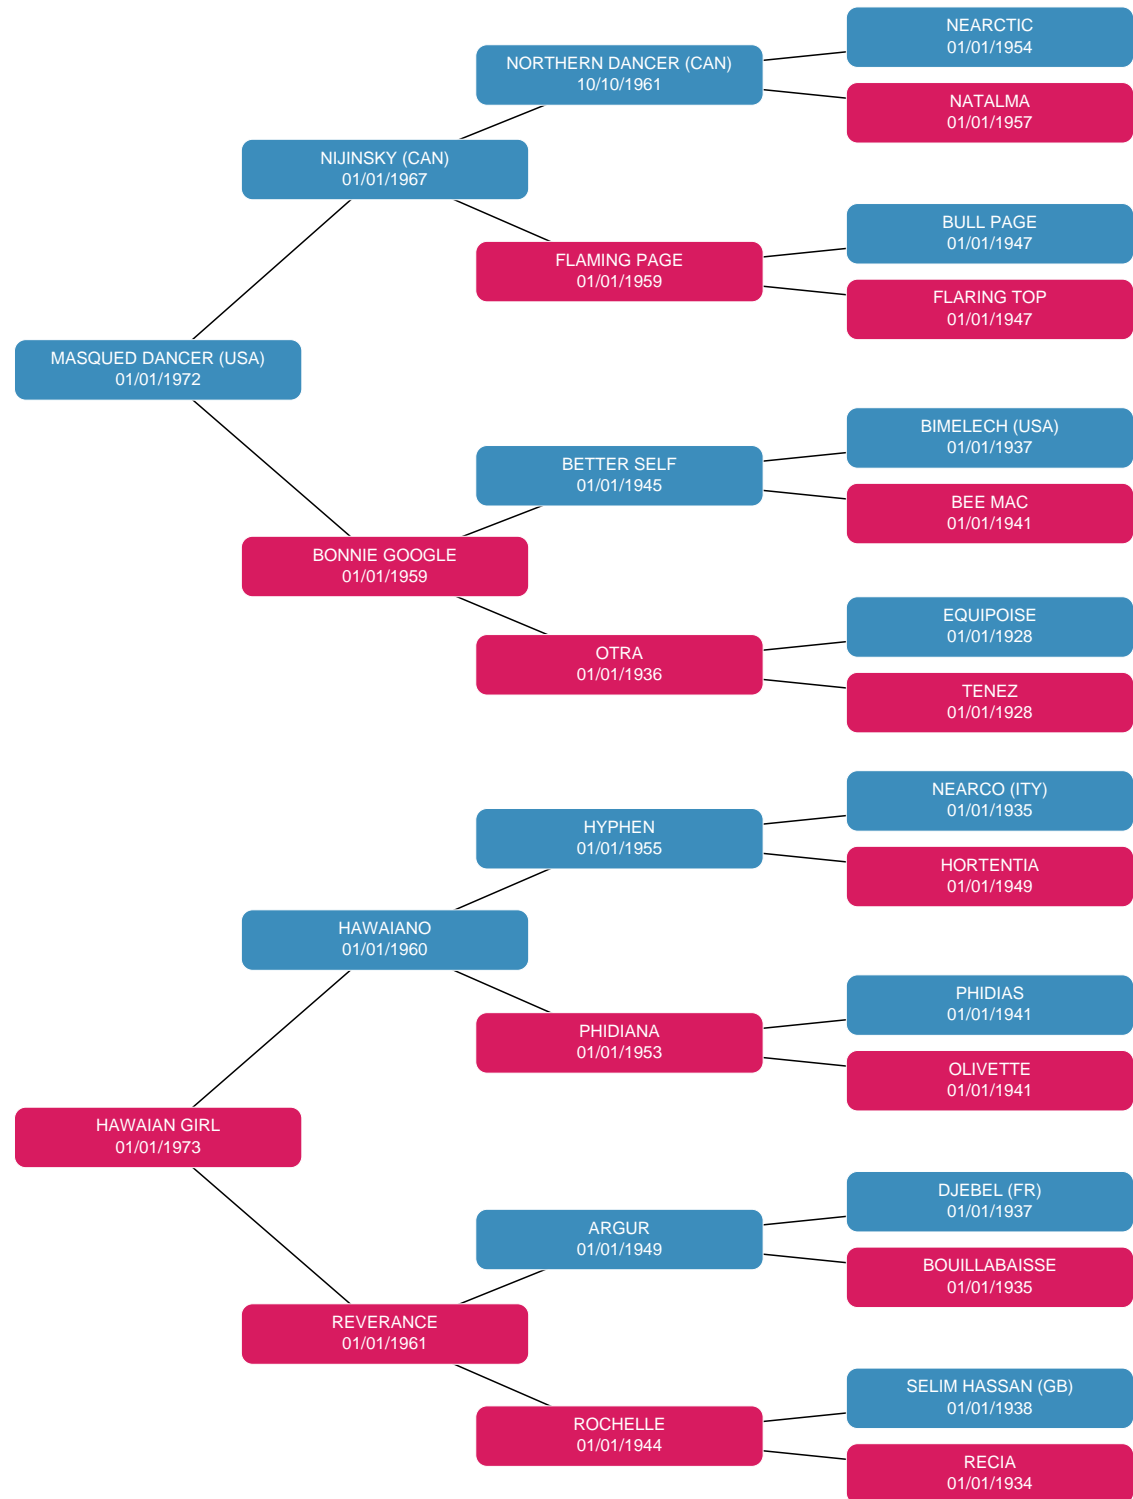 NEARCTIC
01/01/1954
NORTHERN DANCER (CAN)
10/10/1961
NATALMA
01/01/1957
NIJINSKY (CAN)
01/01/1967
BULL PAGE
01/01/1947
FLAMING PAGE
01/01/1959
FLARING TOP
01/01/1947
MASQUED DANCER (USA)
01/01/1972
BIMELECH (USA)
01/01/1937
BETTER SELF
01/01/1945
BEE MAC
01/01/1941
BONNIE GOOGLE
01/01/1959
EQUIPOISE
01/01/1928
OTRA
01/01/1936
TENEZ
01/01/1928
NEARCO (ITY)
01/01/1935
HYPHEN
01/01/1955
HORTENTIA
01/01/1949
HAWAIANO
01/01/1960
PHIDIAS
01/01/1941
PHIDIANA
01/01/1953
OLIVETTE
01/01/1941
HAWAIAN GIRL
01/01/1973
DJEBEL (FR)
01/01/1937
ARGUR
01/01/1949
BOUILLABAISSE
01/01/1935
REVERANCE
01/01/1961
SELIM HASSAN (GB)
01/01/1938
ROCHELLE
01/01/1944
RECIA
01/01/1934